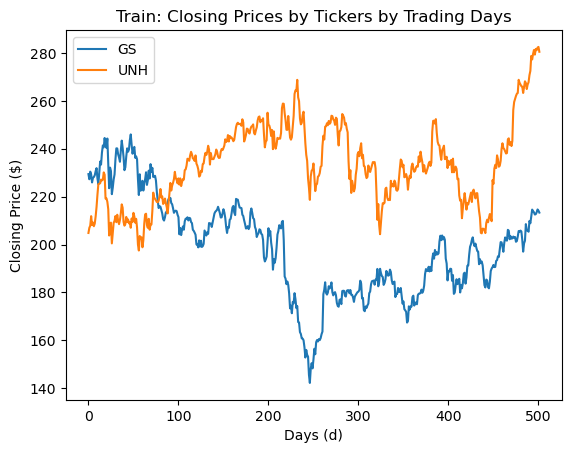 Train: Closing Prices by Tickers by Trading Days
GS
UNH
Closing Price ($)
280
260
240
220
200
180
160
140
0 100 200 300 400 500
Days (d)